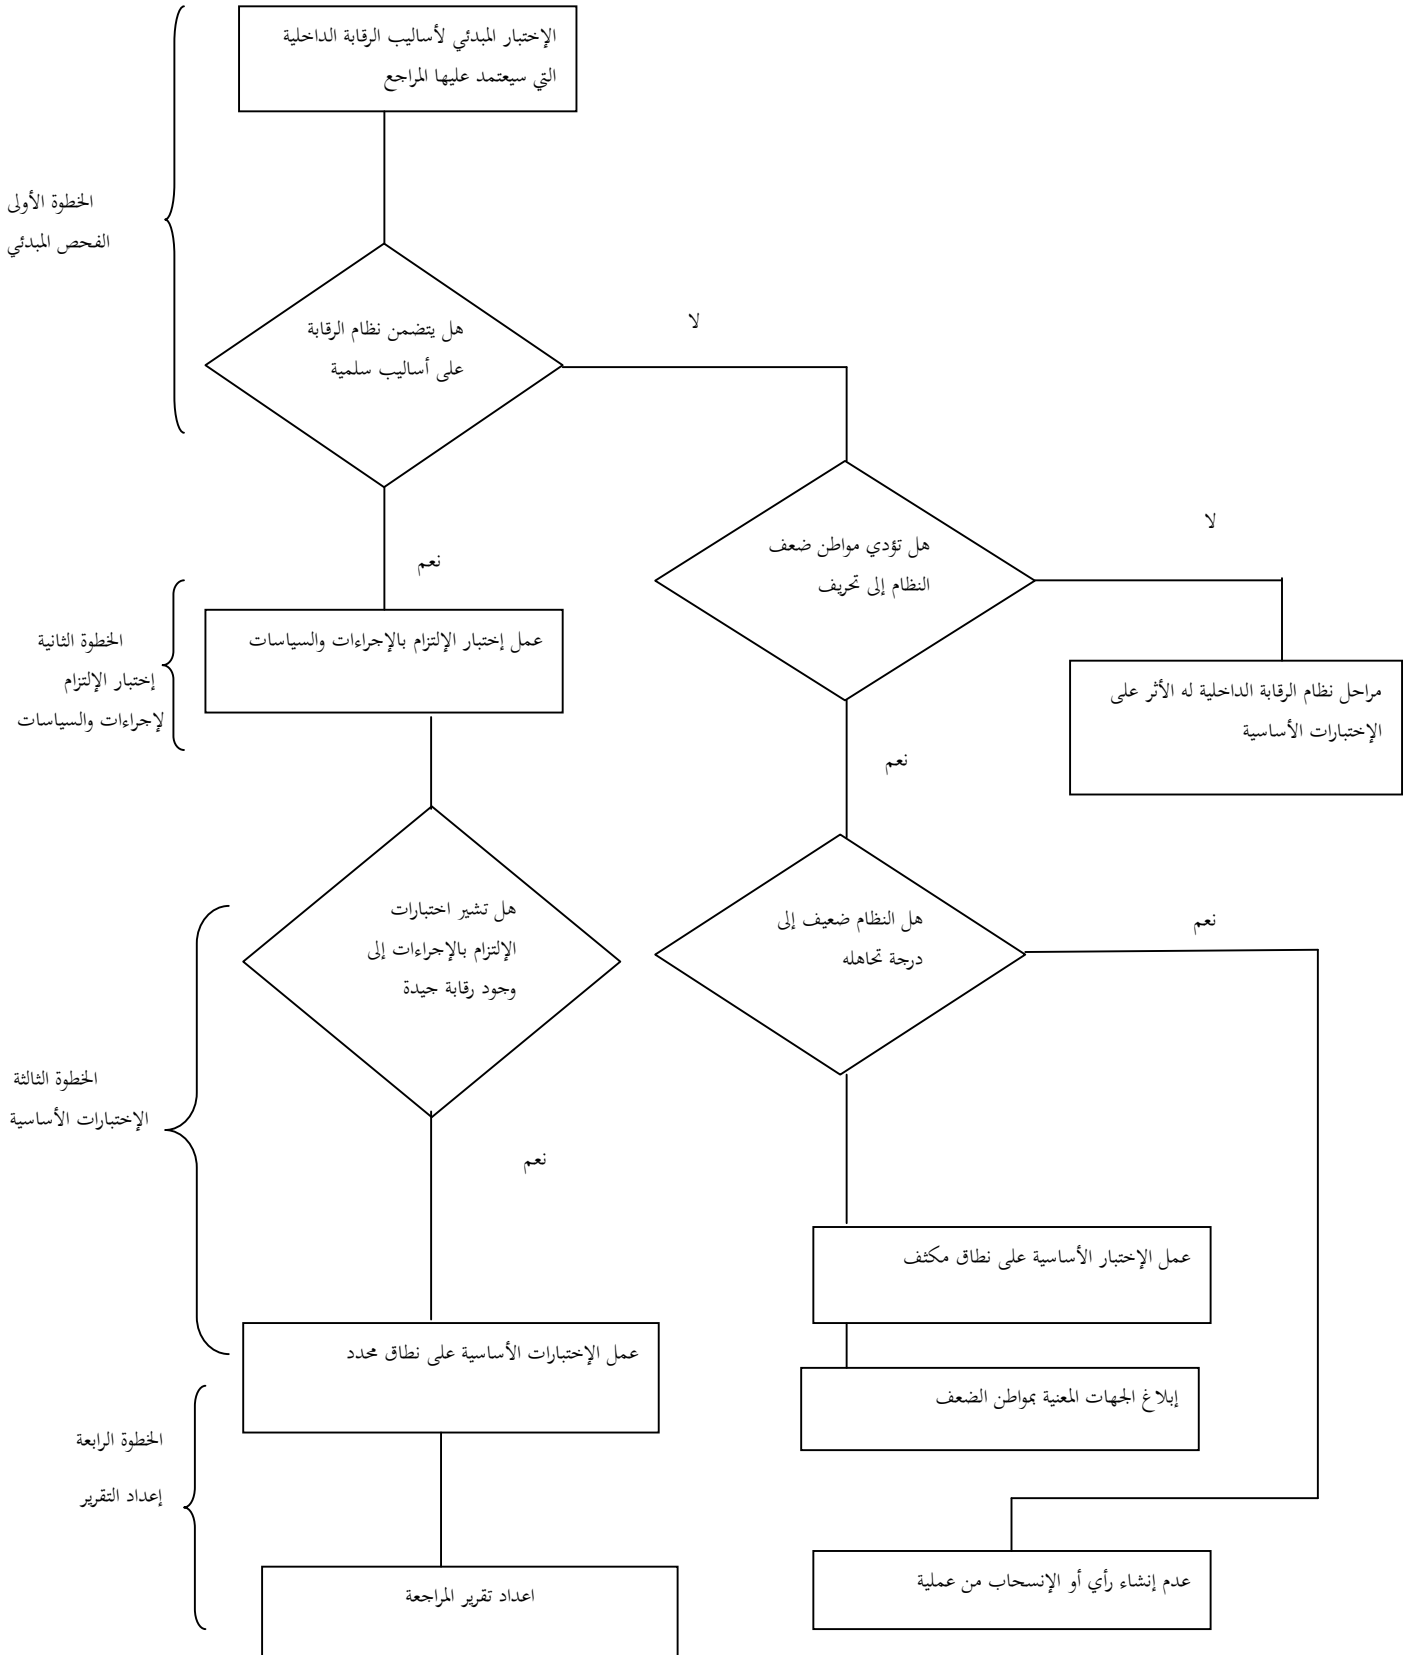 الإختبار المبدئي لأساليب الرقابة الداخلية
التي سيعتمد عليها المراجع
الخطوة الأولى
الفحص المبدئي
هل يتضمن نظام الرقابة
على أساليب سلمية
لا
هل تؤدي مواطن ضعف
النظام إلى تحريف
لا
نعم
الخطوة الثانية
إختبار الإلتزام
لإجراءات والسياسات
عمل إختبار الإلتزام بالإجراءات والسياسات
مراحل نظام الرقابة الداخلية له الأثر على
الإختبارات الأساسية
نعم
هل تشير اختبارات
الإلتزام بالإجراءات إلى
وجود رقابة جيدة
هل النظام ضعيف إلى
درجة تحاهله
نعم
الخطوة الثالثة
الإختبارات الأساسية
نعم
عمل الإختبار الأساسية على نطاق مكثف
عمل الإختبارات الأساسية على نطاق محدد
إبلاغ الجهات المعنية بمواطن الضعف
الخطوة الرابعة
إعداد التقرير
اعداد تقرير المراجعة
عدم إنشاء رأي أو الإنسحاب من عملية